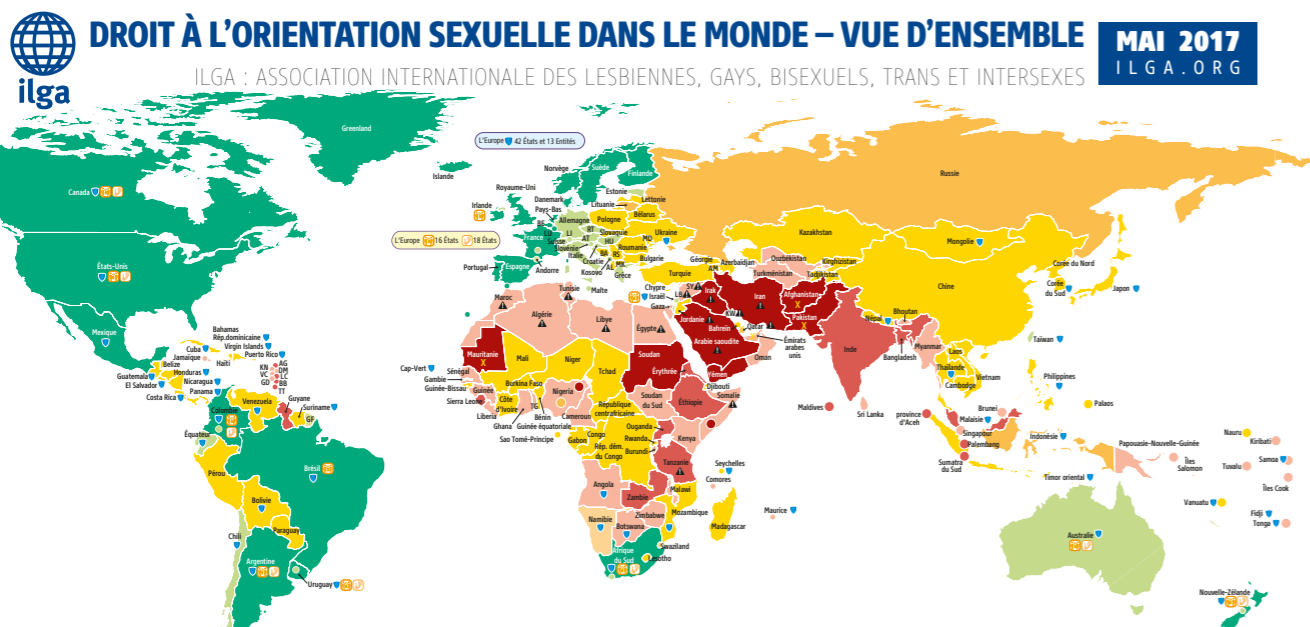 ilga
DROIT À L'ORIENTATION SEXUELLE DANS LE MONDE – VUE D'ENSEMBLE
MAI 2017
ILGA.ORG
ILGA : ASSOCIATION INTERNATIONALE DES LESBIENNES, GAYS, BISEXUELS, TRANS ET INTERSEXES
Greenland
L'Europe 42 États et 13 Entités
Islande
Norvège
Suède
Finlande
Russie
Canada
Royaume-Uni
Estonie
Danemark
Lettonie
Irlande
Pays-Bas
Lituanie
BE
Allemagne
Pologne
Bélarus
L'Europe 16 États 18 États
LU
LI
RT
Slovaquie
Ukraine
France
Suisse
AT
HU
MD
Slovénie
Roumanie
Italie
BA
RS
Bulgarie
Croatie
MK
Kosovo
AL
Grèce
Portugal
Espagne
Andorre
Malte
Kazakhstan
Mongolie
Géorgie
Azerbaïdjan
AM
Ouzbékistan
Kirghizistan
Turkménistan
Tadjikistan
Turquie
Chine
Corée du Nord
Corée
du Sud
Japon
États-Unis
Chypre
Israël
LB
SY
Gaza
Irak
Iran
Afghanistan
Pakistan
Jordanie
KW
Bahreïn
Qatar
Arabie saoudite
Émirats
arabes
unis
Oman
Yémen
Népal
Bhoutan
Inde
Bangladesh
Myanmar
Laos
Thaïlande
Vietnam
Cambodge
Taïwan
Philippines
Palaos
Mexique
Bahamas
Rép.dominicaine
Virgin Islands
Puerto Rico
Cuba
Jamaïque
Haïti
Belize
Honduras
Guatemala
El Salvador
Nicaragua
Panama
Costa Rica
KN
VC
GD
AG
DM
LC
BB
TT
Guyane
Suriname
GF
Venezuela
Colombie
Équateur
Pérou
Brésil
Bolivie
Paraguay
Chili
Argentine
Uruguay
Maroc
Tunisie
Algérie
Libye
Égypte
Mauritanie
Mali
Niger
Tchad
Soudan
Érythrée
Djibouti
Somalie
Cap-Vert
Sénégal
Gambie
Guinée-Bissau
Guinée
Sierra Leone
Liberia
Burkina Faso
Côte
d'Ivoire
Ghana
TG
Bénin
Nigeria
Cameroun
Guinée équatoriale
Sao Tomé-Principe
Gabon
Congo
République
centrafricaine
Soudan
du Sud
Éthiopie
Ouganda
Rwanda
Burundi
Rép. dém.
du Congo
Kenya
Tanzanie
Seychelles
Comores
Angola
Zambie
Malawi
Mozambique
Zimbabwe
Madagascar
Maurice
Namibie
Botswana
Swaziland
Lesotho
Afrique
du Sud
Maldives
Sri Lanka
province
d'Aceh
Brunei
Malaisie
Singapour
Palembang
Sumatra
du Sud
Indonésie
Timor oriental
Papouasie-Nouvelle-Guinée
Îles
Salomon
Nauru
Kiribati
Tuvalu
Samoa
Îles Cook
Vanuatu
Fidji
Tonga
Australie
Nouvelle-Zélande